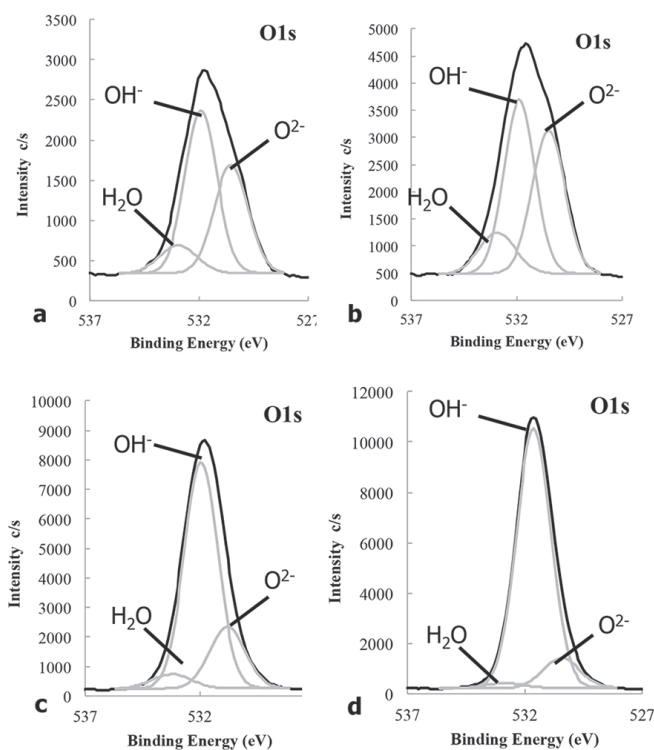 3500
3000
2500
2000
1500
1000
500
0
O1s
OH-
O2-
H2O
Intensity c/s
537
532
527
Binding Energy (eV)
a
5000
4500
4000
3500
3000
2500
2000
1500
1000
500
0
O1s
OH-
O2-
H2O
Intensity c/s
537
532
527
Binding Energy (eV)
b
10000
9000
8000
7000
6000
5000
4000
3000
2000
1000
0
O1s
OH-
O2-
H2O
Intensity c/s
537
532
Binding Energy (eV)
c
12000
10000
8000
6000
4000
2000
0
O1s
OH-
O2-
H2O
Intensity c/s
537
532
527
Binding Energy (eV)
d